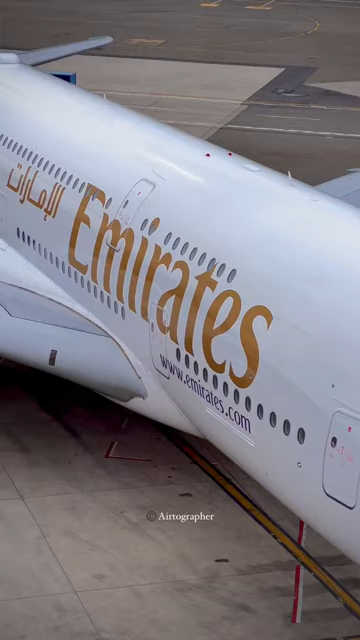 الإمارات
Emirates
www.emirates.com
© Airtographer